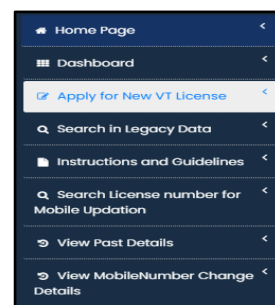 Home Page
Dashboard
Apply for New VT License
Search in Legacy Data
Instructions and Guidelines
Search License number for
Mobile Updation
View Past Details
View MobileNumber Change
Details